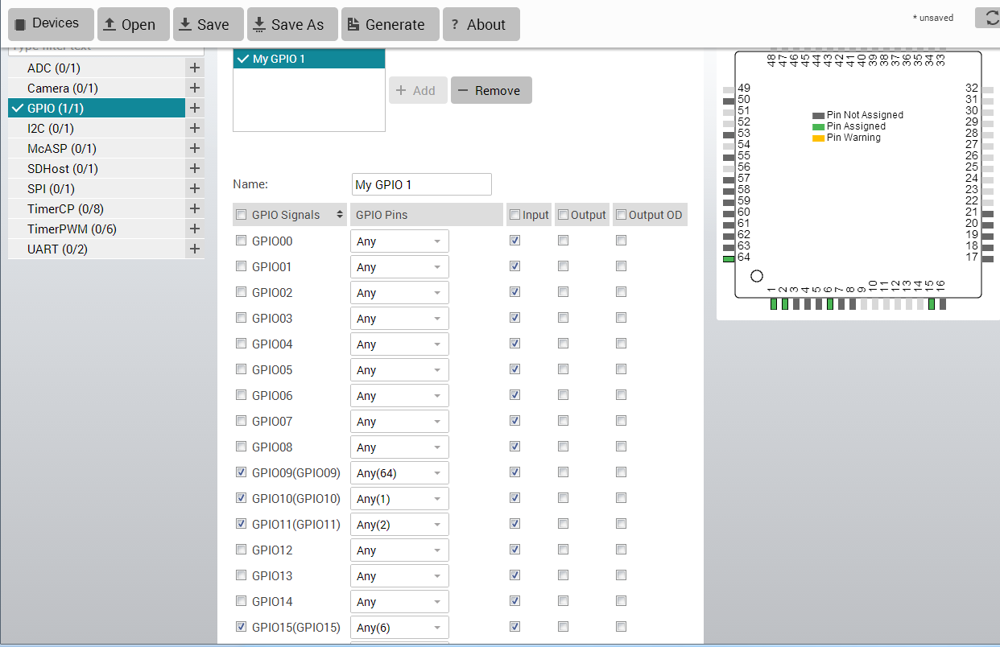 Devices Open Save Save As Generate ? About * unsaved
Type filter text
ADC (0/1)
Camera (0/1)
GPIO (1/1)
I2C (0/1)
McASP (0/1)
SDHost (0/1)
SPI (0/1)
TimerCP (0/8)
TimerPWM (0/6)
UART (0/2)
My GPIO 1
+ Add — Remove
Name: My GPIO 1
GPIO Signals GPIO Pins Input Output Output OD
GPIO00 Any
GPIO01 Any
GPIO02 Any
GPIO03 Any
GPIO04 Any
GPIO05 Any
GPIO06 Any
GPIO07 Any
GPIO08 Any
GPIO09(GPIO09) Any(64)
GPIO10(GPIO10) Any(1)
GPIO11(GPIO11) Any(2)
GPIO12 Any
GPIO13 Any
GPIO14 Any
GPIO15(GPIO15) Any(6)
48 47 46 45 44 43 42 41 40 39 38 37 36 35 34 33
49 32
50 31
51 30
52 29
53 28
54 27
55 26
56 25
57 24
58 23
59 22
60 21
61 20
62 19
63 18
64 17
Pin Not Assigned
Pin Assigned
Pin Warning
1 2 3 4 5 6 7 8 9 10 11 12 13 14 15 16